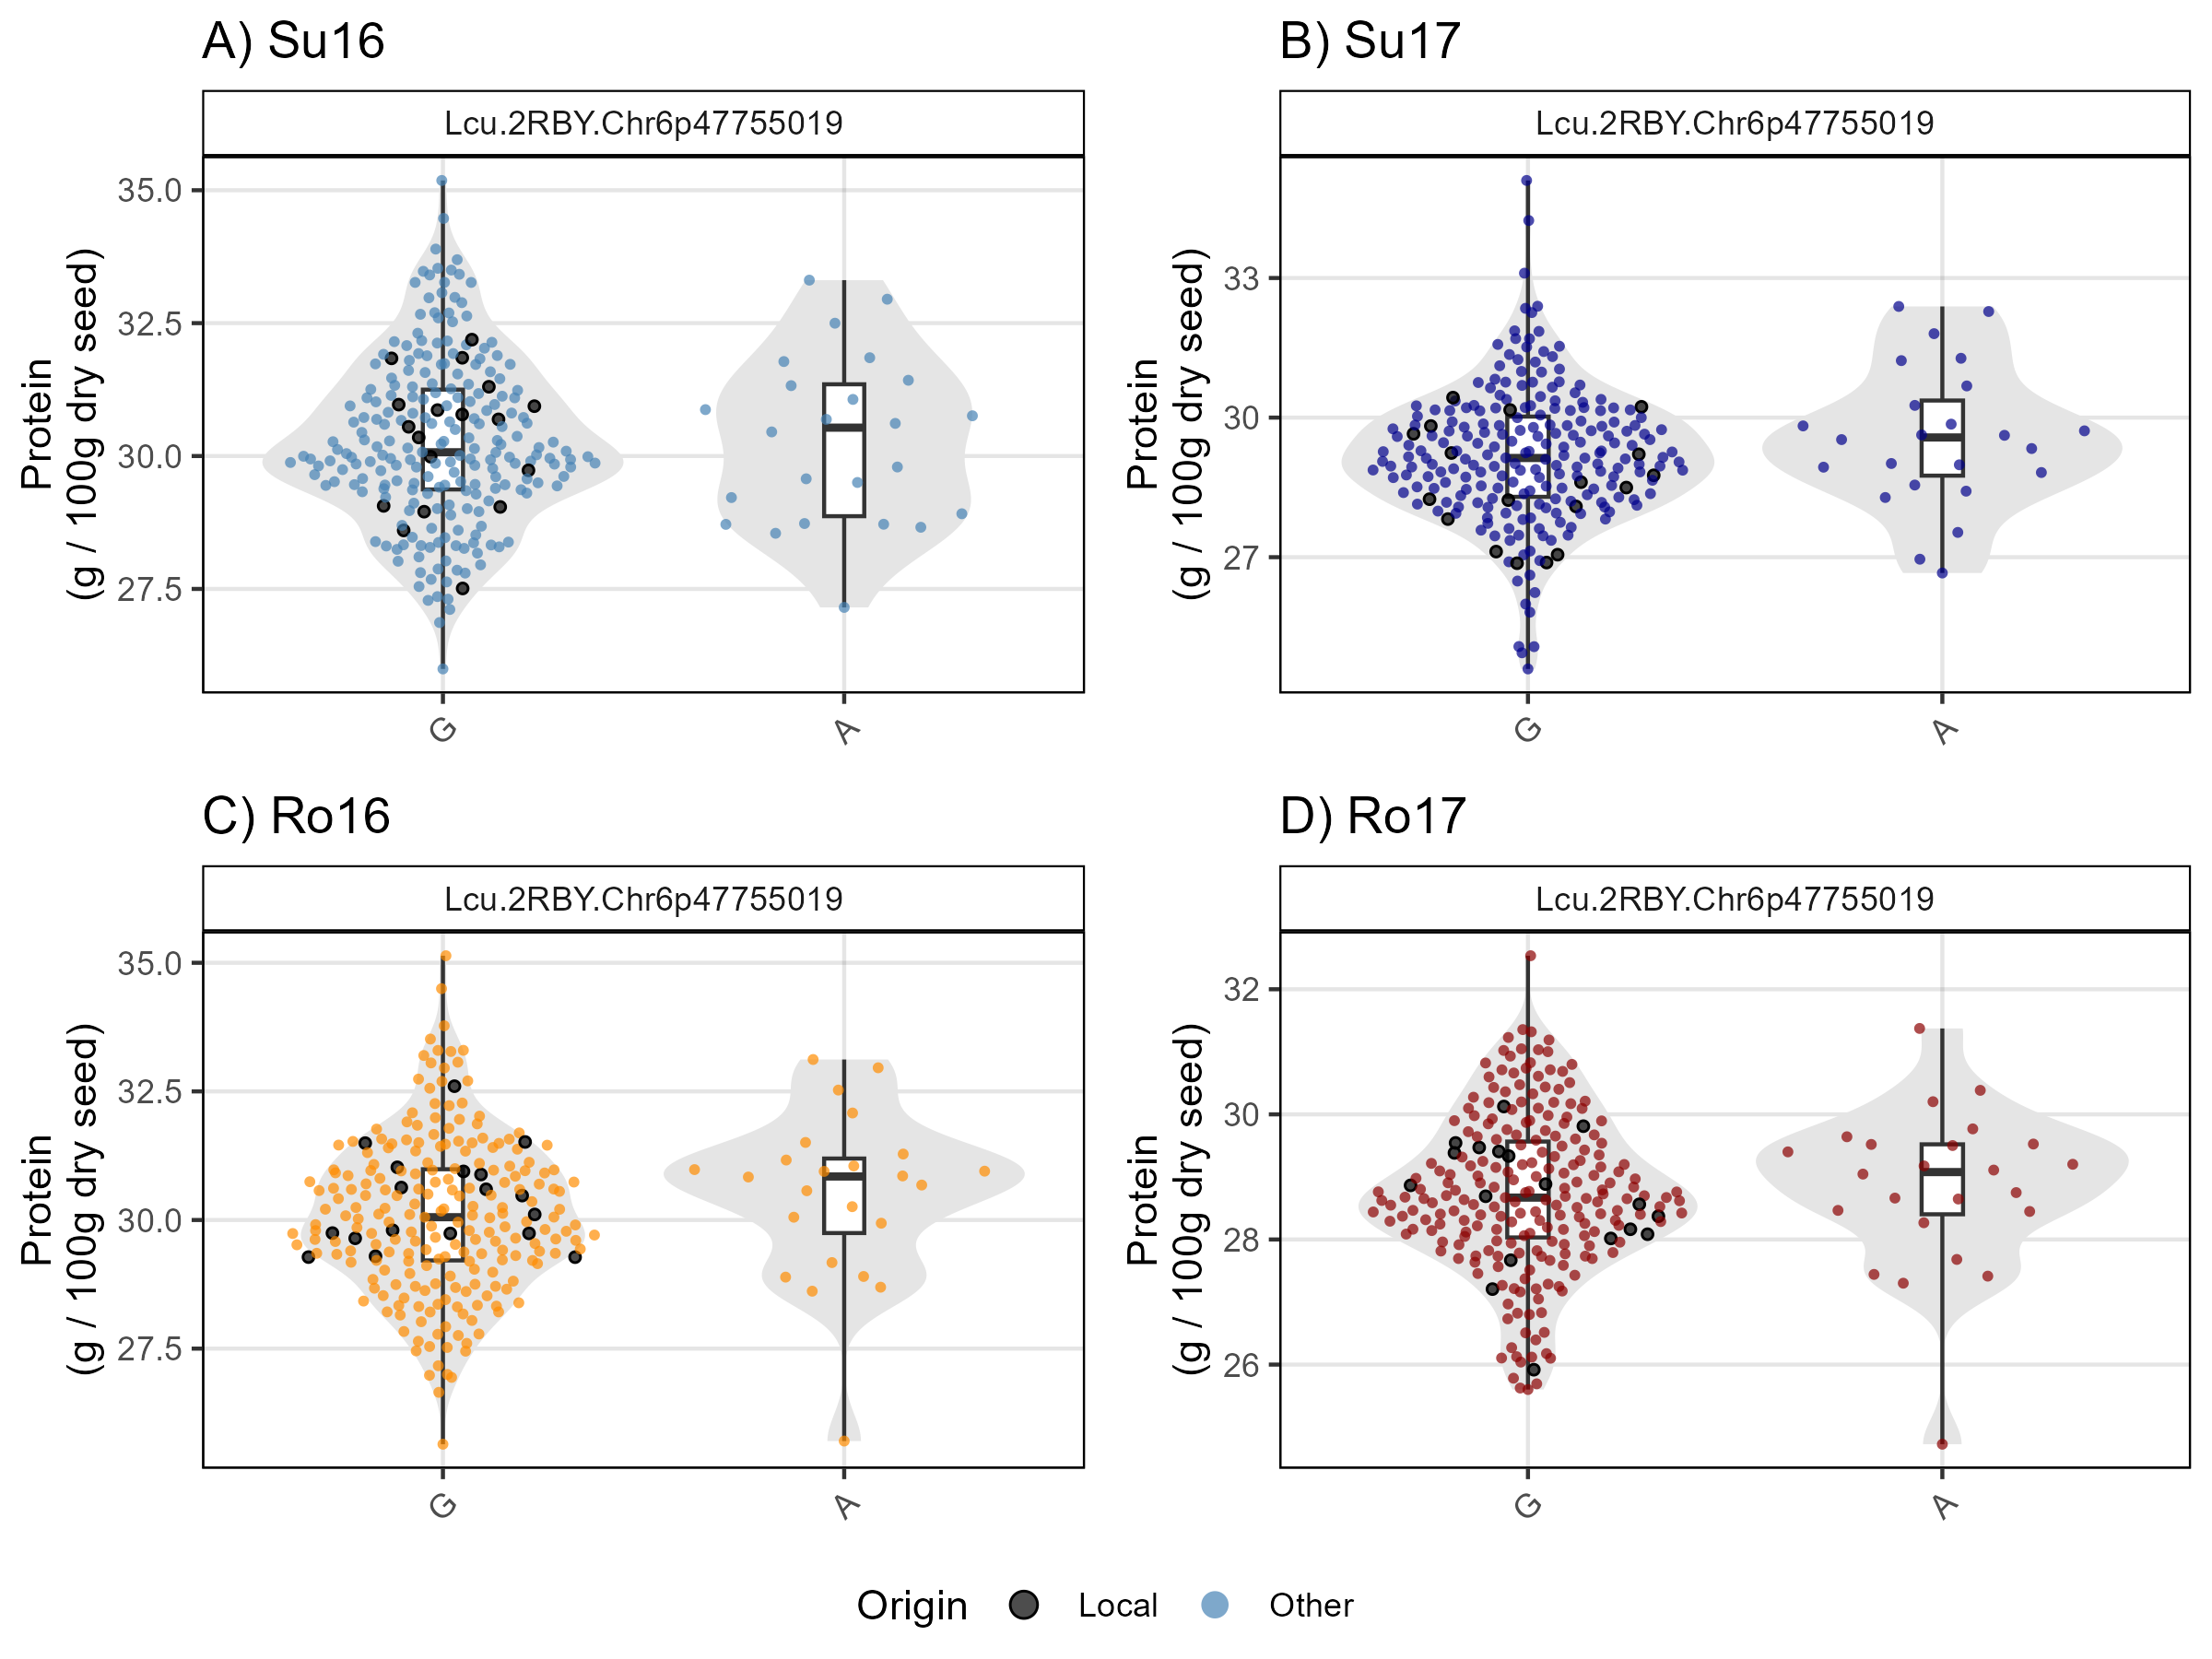 A) Su16
Lcu.2RBY.Chr6p47755019
Protein
(g / 100g dry seed)
35.0
32.5
30.0
27.5
G
A
B) Su17
Lcu.2RBY.Chr6p47755019
Protein
(g / 100g dry seed)
33
30
27
G
A
C) Ro16
Lcu.2RBY.Chr6p47755019
Protein
(g / 100g dry seed)
35.0
32.5
30.0
27.5
G
A
D) Ro17
Lcu.2RBY.Chr6p47755019
Protein
(g / 100g dry seed)
32
30
28
26
G
A
Origin Local Other